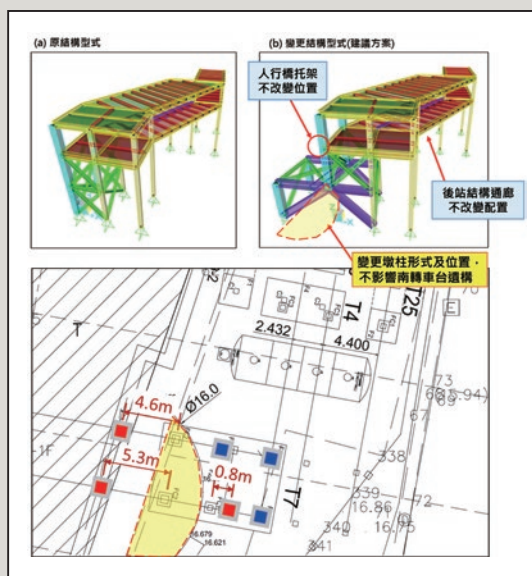 (a) 原結構型式
(b) 變更結構型式(建議方案)
人行橋托架
不改變位置
後站結構通廊
不改變配置
變更墩柱形式及位置，
不影響南轉車台遺構
T25
T4
E
T
2.432
4.400
73
67
4.6m
Ø16.0
338
5.3m
0.8m
-1F
T7
339
72
16.86
340
16.75
16.679
16.621
341